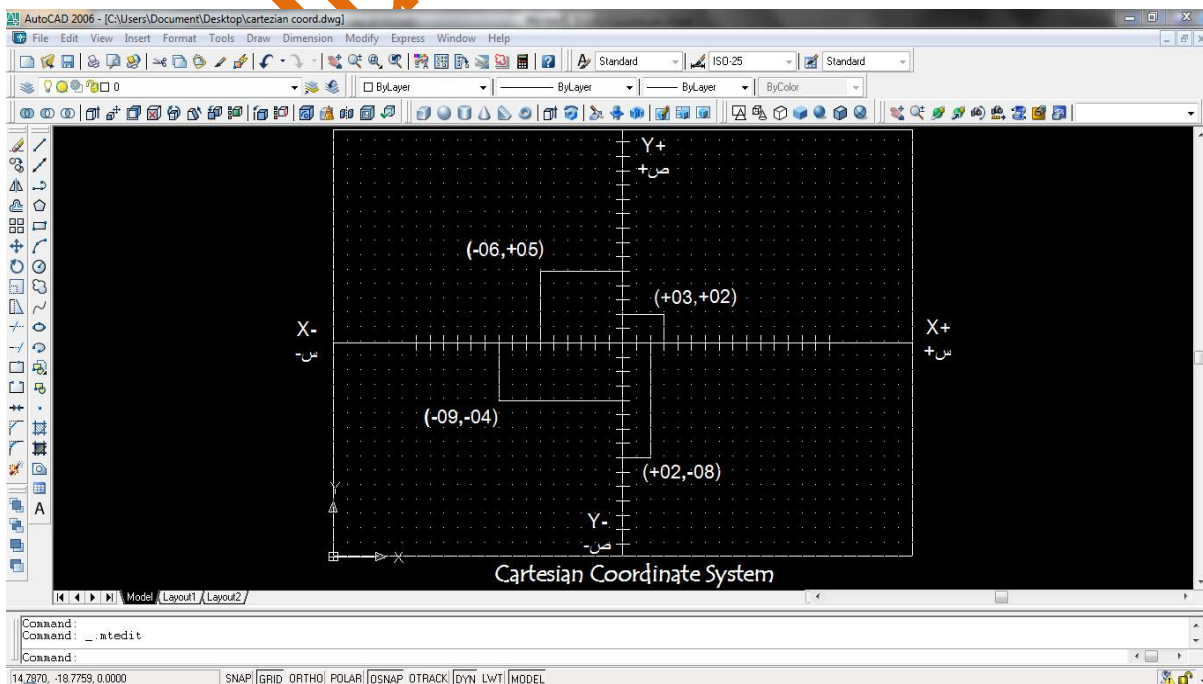 AutoCAD 2006 - [C:\Users\Document\Desktop\cartezian coord.dwg]
File Edit View Insert Format Tools Draw Dimension Modify Express Window Help
Standard ISO-25 Standard
0 ByLayer ByLayer ByLayer ByColor
Y+
ص+
(-06,+05)
(+03,+02)
X-
س-
X+
س+
(-09,-04)
(+02,-08)
Y-
ص-
Y
X
Cartesian Coordinate System
Model Layout1 Layout2
Command:
Command: _.mtedit
Command:
14.7870, -18.7759, 0.0000 SNAP GRID ORTHO POLAR OSNAP OTRACK DYN LWT MODEL